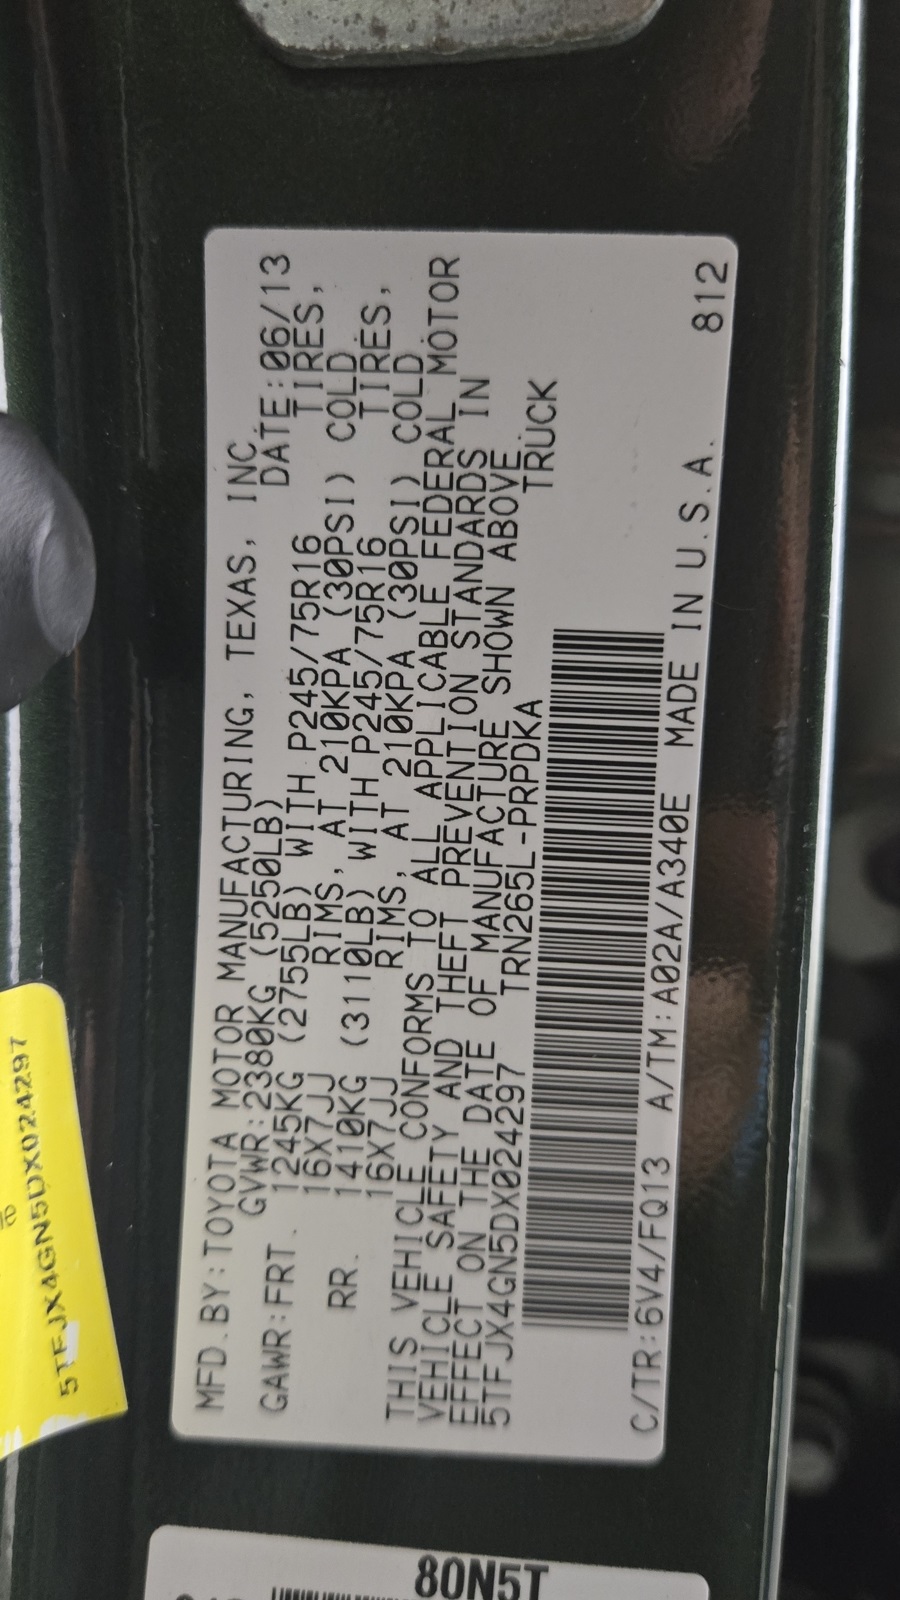 MFD.BY:TOYOTA MOTOR MANUFACTURING, TEXAS, INC.
GVWR:2380KG (5250LB) DATE:06/13
GAWR:FRT. 1245KG (2755LB) WITH P245/75R16 TIRES,
16X7JJ RIMS, AT 210KPA (30PSI) COLD.
RR. 1410KG (3110LB) WITH P245/75R16 TIRES,
16X7JJ RIMS, AT 210KPA (30PSI) COLD.
THIS VEHICLE CONFORMS TO ALL APPLICABLE FEDERAL MOTOR
VEHICLE SAFETY AND THEFT PREVENTION STANDARDS IN
EFFECT ON THE DATE OF MANUFACTURE SHOWN ABOVE.
5TFJX4GN5DX024297 TRN265L-PRPDKA TRUCK
C/TR:6V4/FQ13 A/TM:A02A/A340E MADE IN U.S.A. 812
5TFJX4GN5DX024297
80N5T